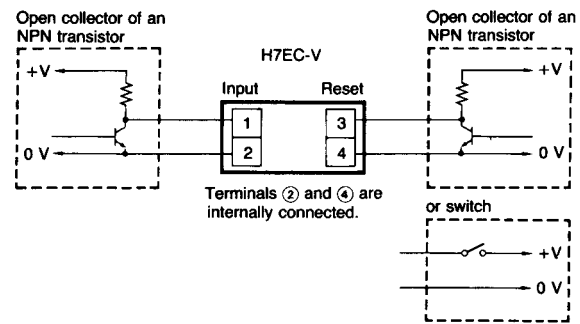 Open collector of an
NPN transistor
+V
0 V
H7EC-V
Input
Reset
1
3
2
4
Terminals ② and ④ are
internally connected.
Open collector of an
NPN transistor
+V
0 V
or switch
+V
0 V